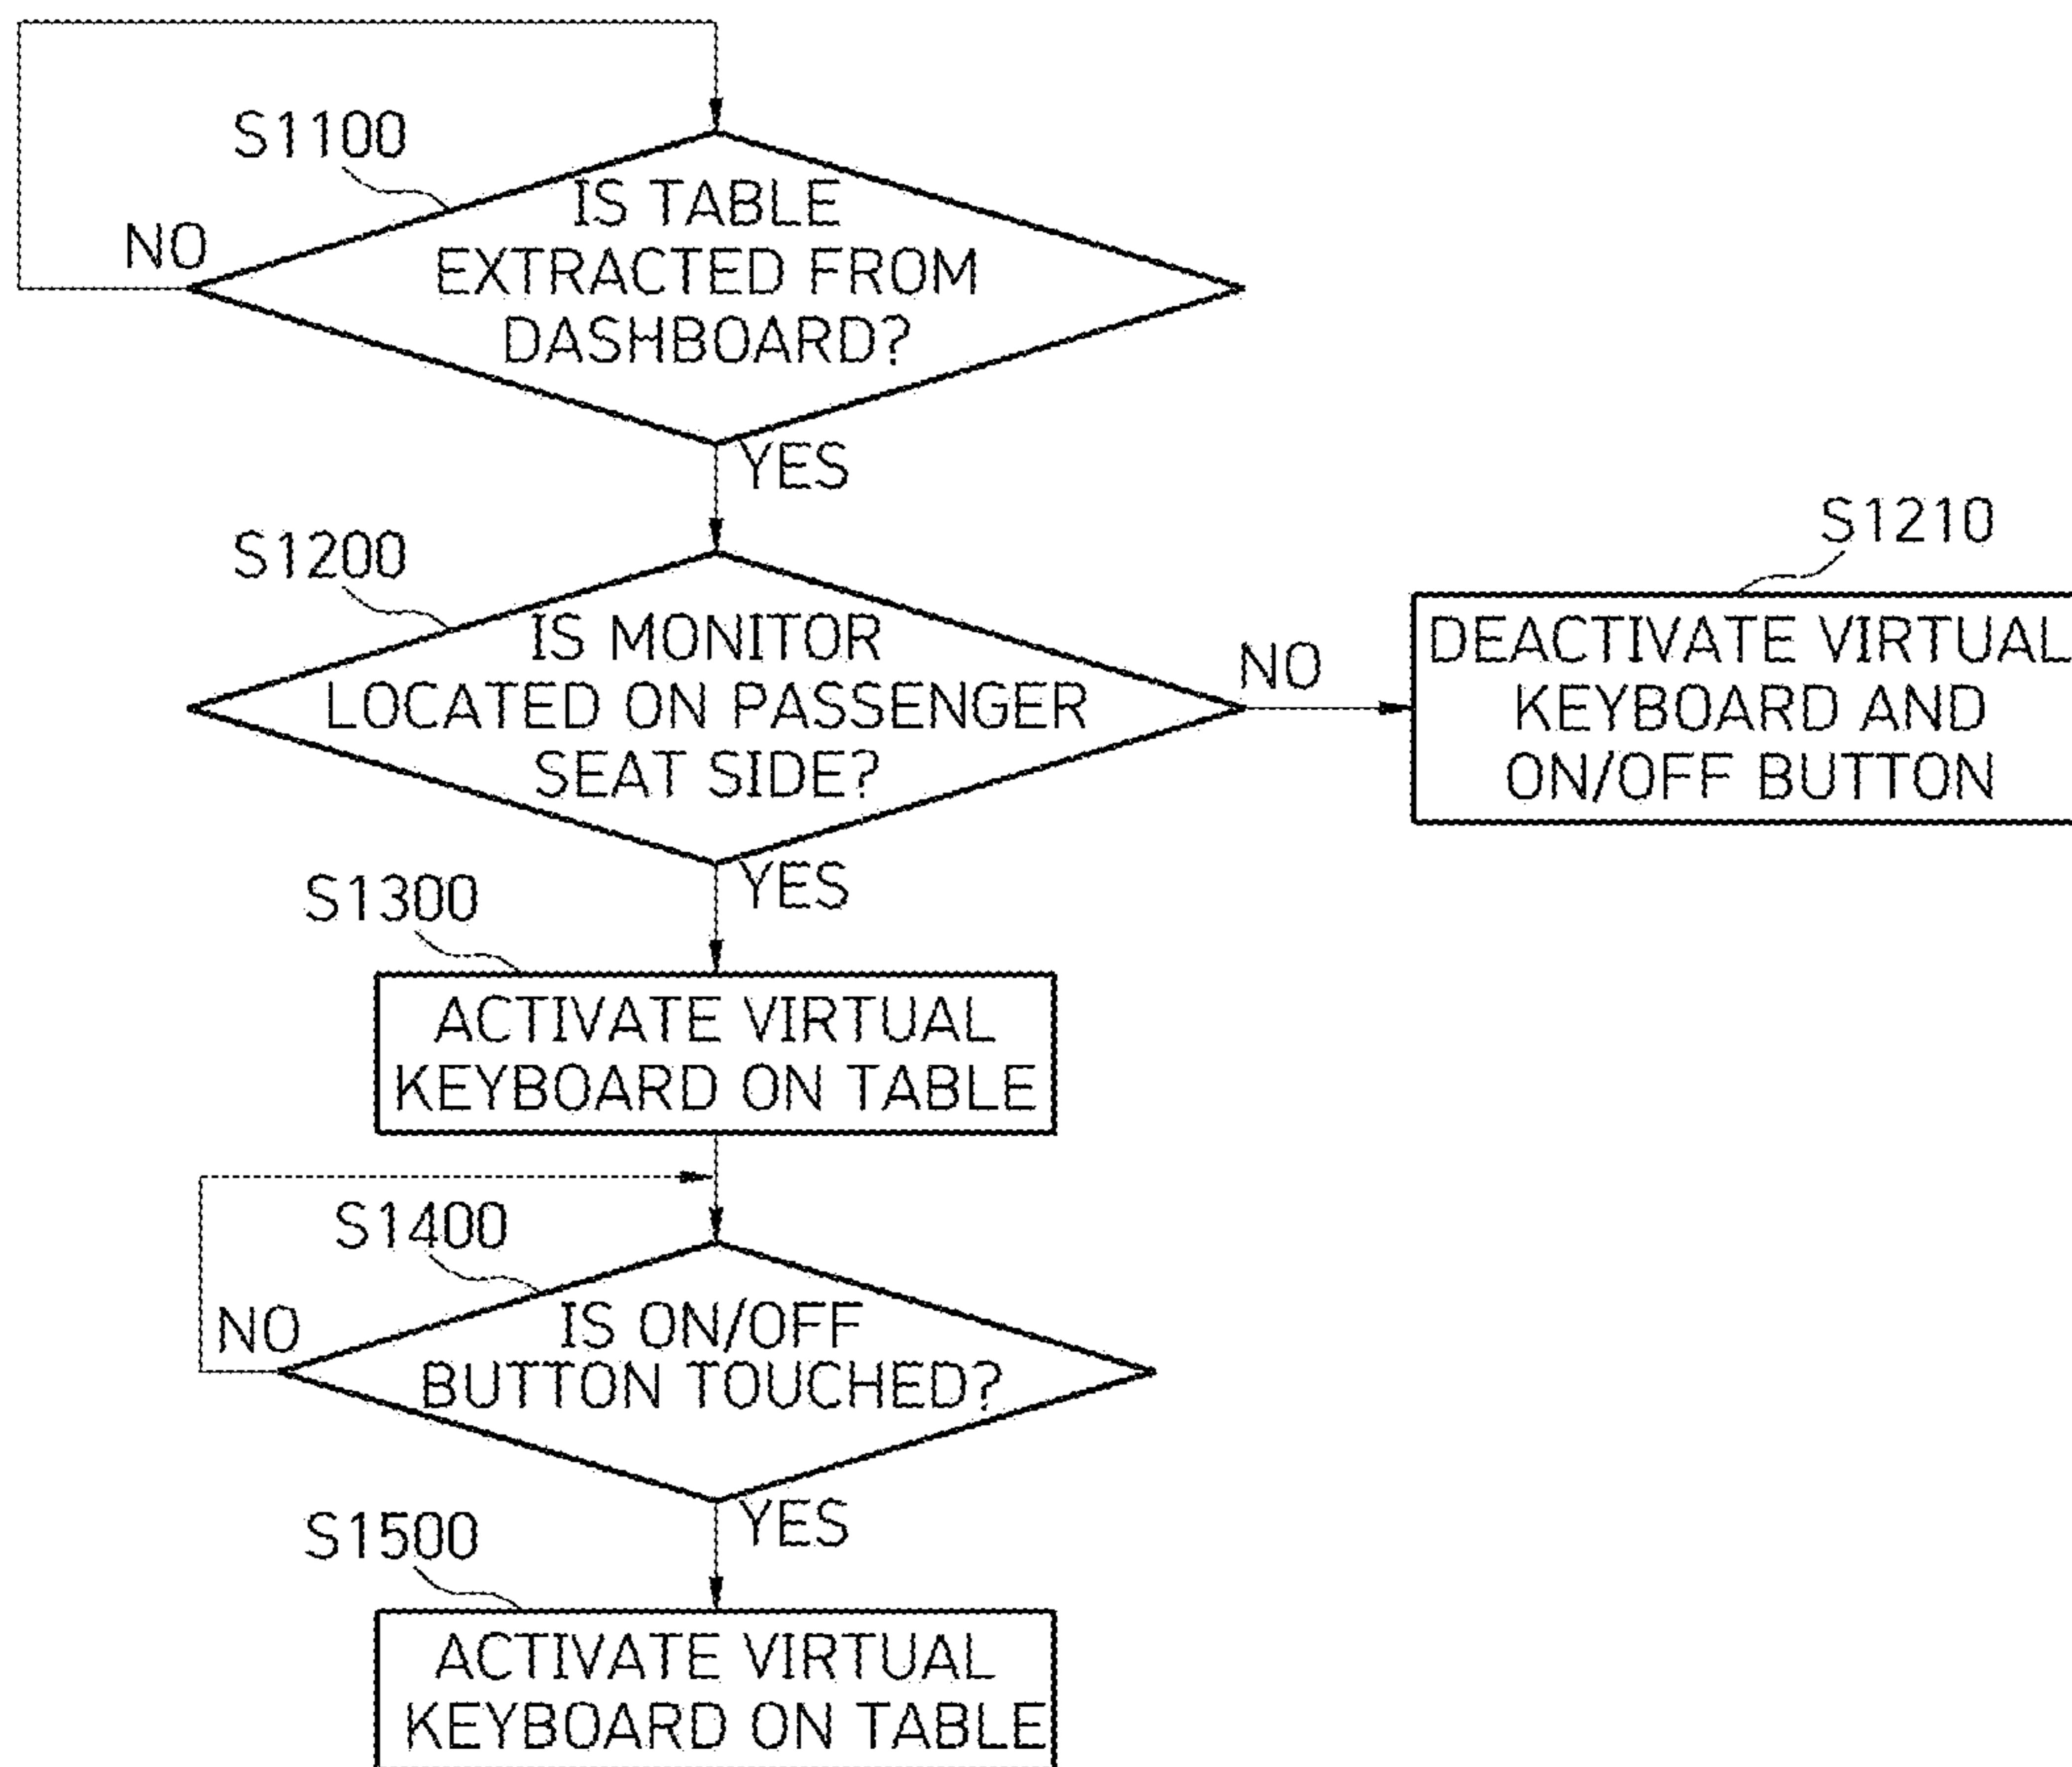 S1100
NO
IS TABLE
EXTRACTED FROM
DASHBOARD?
YES
S1200
IS MONITOR
LOCATED ON PASSENGER
SEAT SIDE?
NO
S1210
DEACTIVATE VIRTUAL
KEYBOARD AND
ON/OFF BUTTON
YES
S1300
ACTIVATE VIRTUAL
KEYBOARD ON TABLE
S1400
NO
IS ON/OFF
BUTTON TOUCHED?
YES
S1500
ACTIVATE VIRTUAL
KEYBOARD ON TABLE